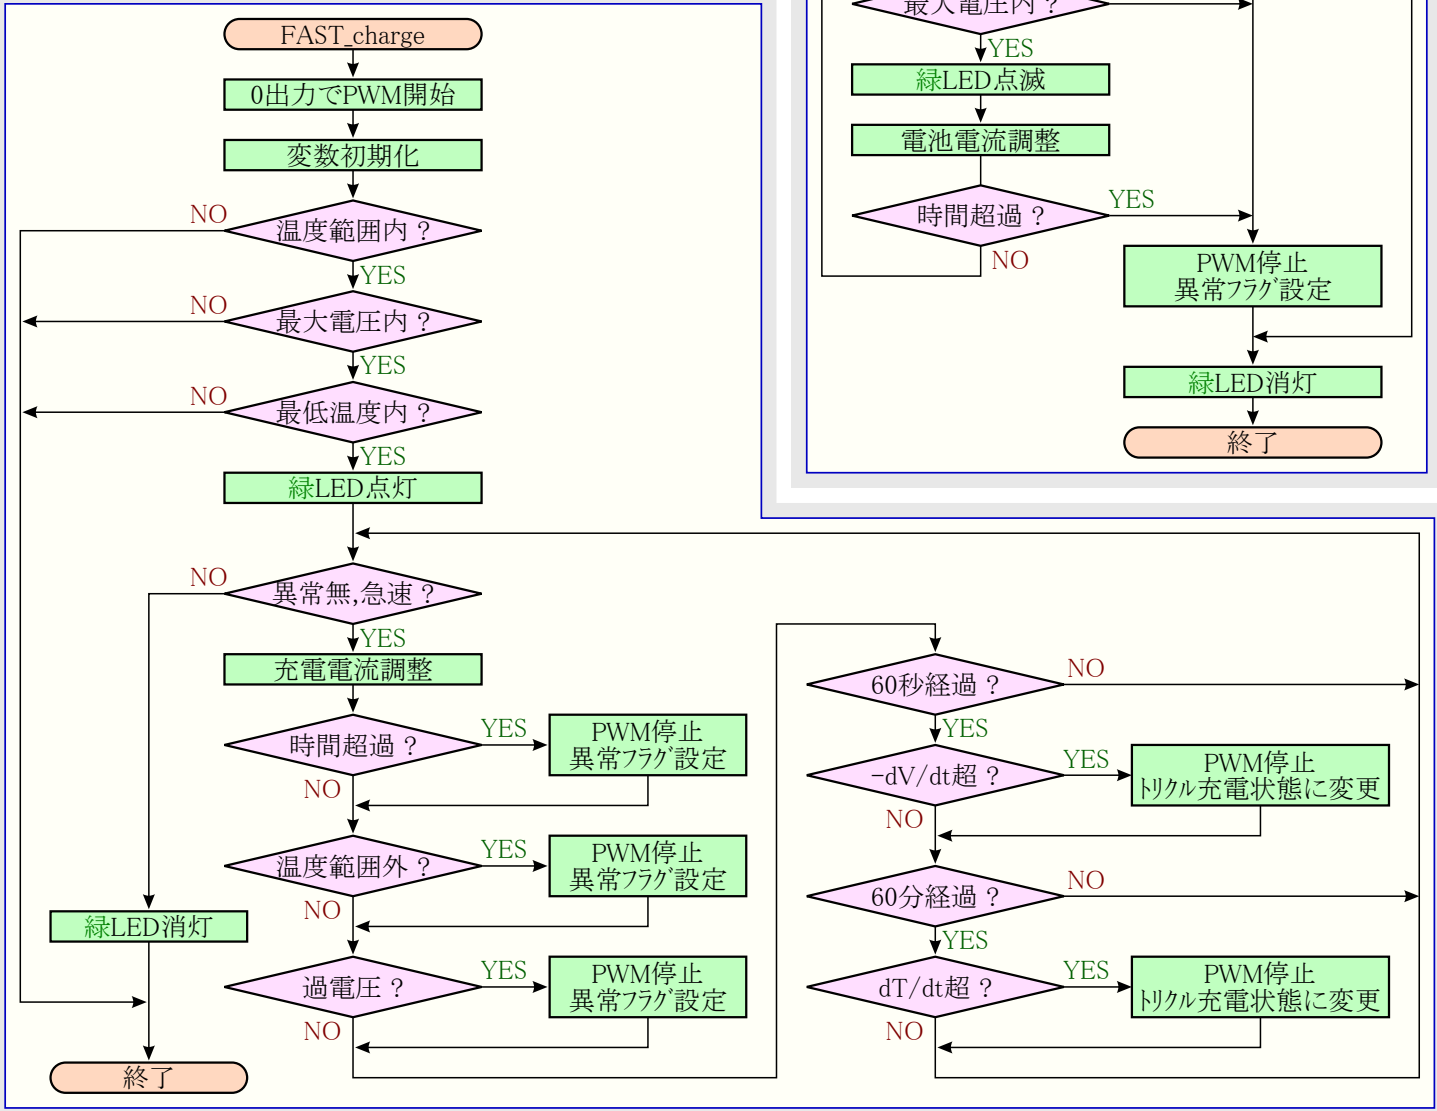 FAST_charge
0出力でPWM開始
変数初期化
温度範囲内 ?
NO
YES
最大電圧内 ?
NO
YES
最低温度内 ?
NO
YES
緑LED点灯
異常無,急速 ?
NO
YES
充電電流調整
時間超過 ?
YES
PWM停止
異常フラグ設定
NO
温度範囲外 ?
YES
PWM停止
異常フラグ設定
NO
過電圧 ?
YES
PWM停止
異常フラグ設定
NO
緑LED消灯
終了
60秒経過 ?
NO
YES
-dV/dt超 ?
YES
PWM停止
トリクル充電状態に変更
NO
60分経過 ?
NO
YES
dT/dt超 ?
YES
PWM停止
トリクル充電状態に変更
NO
最大電圧内 ?
YES
緑LED点滅
電池電流調整
時間超過 ?
YES
NO
PWM停止
異常フラグ設定
緑LED消灯
終了